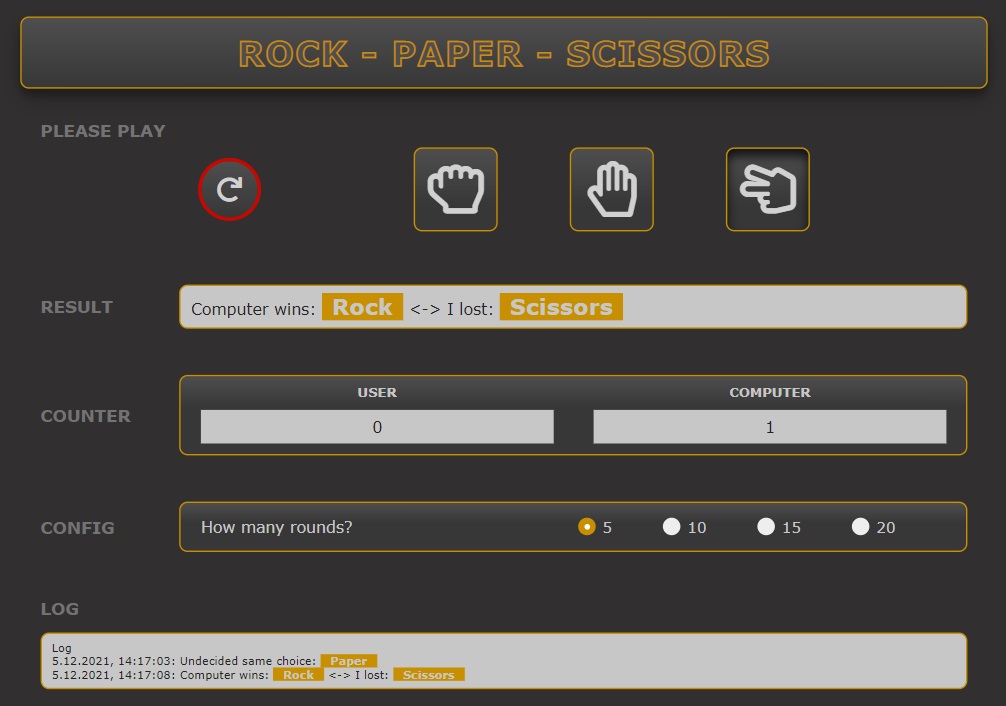 ROCK - PAPER - SCISSORS
PLEASE PLAY
RESULT
Computer wins: Rock <-> I lost: Scissors
COUNTER
USER COMPUTER
0 1
CONFIG
How many rounds? 5 10 15 20
LOG
Log
5.12.2021, 14:17:03: Undecided same choice: Paper
5.12.2021, 14:17:08: Computer wins: Rock <-> I lost: Scissors